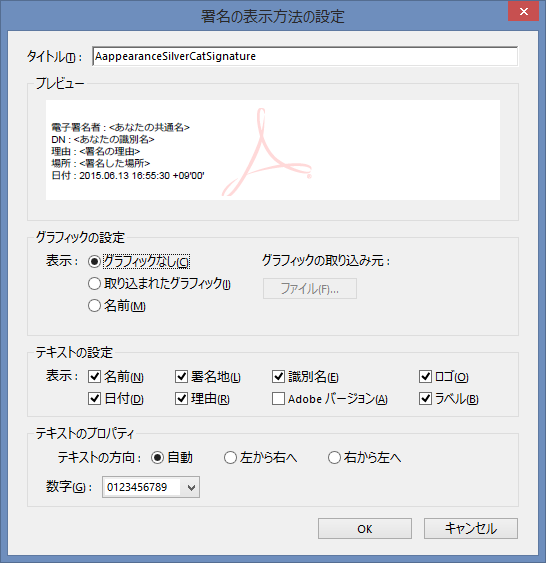 署名の表示方法の設定
タイトル(T) : AappearanceSilverCatSignature
プレビュー
電子署名者 : <あなたの共通名>
DN : <あなたの識別名>
理由 : <署名の理由>
場所 : <署名した場所>
日付 : 2015.06.13 16:55:30 +09'00'
グラフィックの設定
表示 : グラフィックなし(C) グラフィックの取り込み元 :
取り込まれたグラフィック(I) ファイル(F)...
名前(M)
テキストの設定
表示 : 名前(N) 署名地(L) 識別名(E) ロゴ(O)
日付(D) 理由(R) Adobe バージョン(A) ラベル(B)
テキストのプロパティ
テキストの方向 : 自動 左から右へ 右から左へ
数字(G) : 0123456789
OK キャンセル